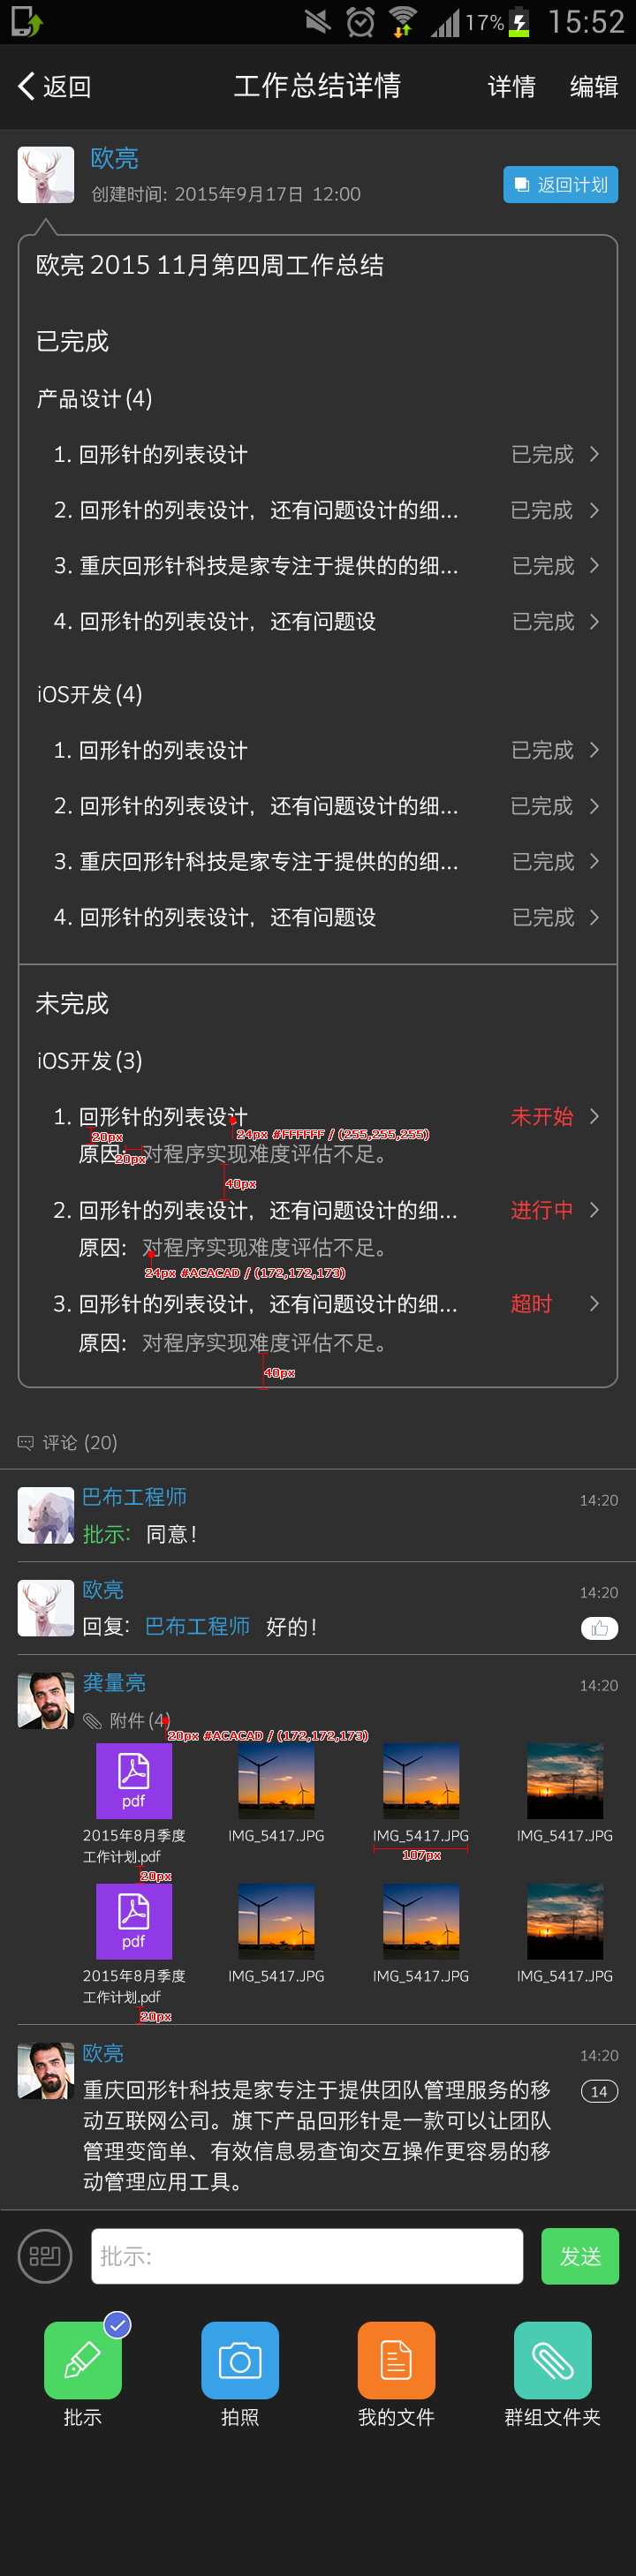 17% 15:52
返回 工作总结详情 详情 编辑
欧亮
创建时间: 2015年9月17日 12:00
返回计划
欧亮 2015 11月第四周工作总结
已完成
产品设计(4)
1. 回形针的列表设计 已完成
2. 回形针的列表设计，还有问题设计的细... 已完成
3. 重庆回形针科技是家专注于提供的的细... 已完成
4. 回形针的列表设计，还有问题设 已完成
iOS开发(4)
1. 回形针的列表设计 已完成
2. 回形针的列表设计，还有问题设计的细... 已完成
3. 重庆回形针科技是家专注于提供的的细... 已完成
4. 回形针的列表设计，还有问题设 已完成
未完成
iOS开发(3)
1. 回形针的列表设计 未开始
24px #FFFFFF / (255,255,255)
20px
原因: 对程序实现难度评估不足。
20px
40px
2. 回形针的列表设计，还有问题设计的细... 进行中
原因: 对程序实现难度评估不足。
24px #ACACAD / (172,172,173)
3. 回形针的列表设计，还有问题设计的细... 超时
原因: 对程序实现难度评估不足。
40px
评论 (20)
巴布工程师 14:20
批示: 同意！
欧亮 14:20
回复: 巴布工程师 好的！
龚量亮 14:20
附件(4)
20px #ACACAD / (172,172,173)
pdf
2015年8月季度 IMG_5417.JPG IMG_5417.JPG IMG_5417.JPG
工作计划.pdf
107px
20px
pdf
2015年8月季度 IMG_5417.JPG IMG_5417.JPG IMG_5417.JPG
工作计划.pdf
20px
欧亮 14:20
重庆回形针科技是家专注于提供团队管理服务的移 14
动互联网公司。旗下产品回形针是一款可以让团队
管理变简单、有效信息易查询交互操作更容易的移
动管理应用工具。
批示: 发送
批示 拍照 我的文件 群组文件夹